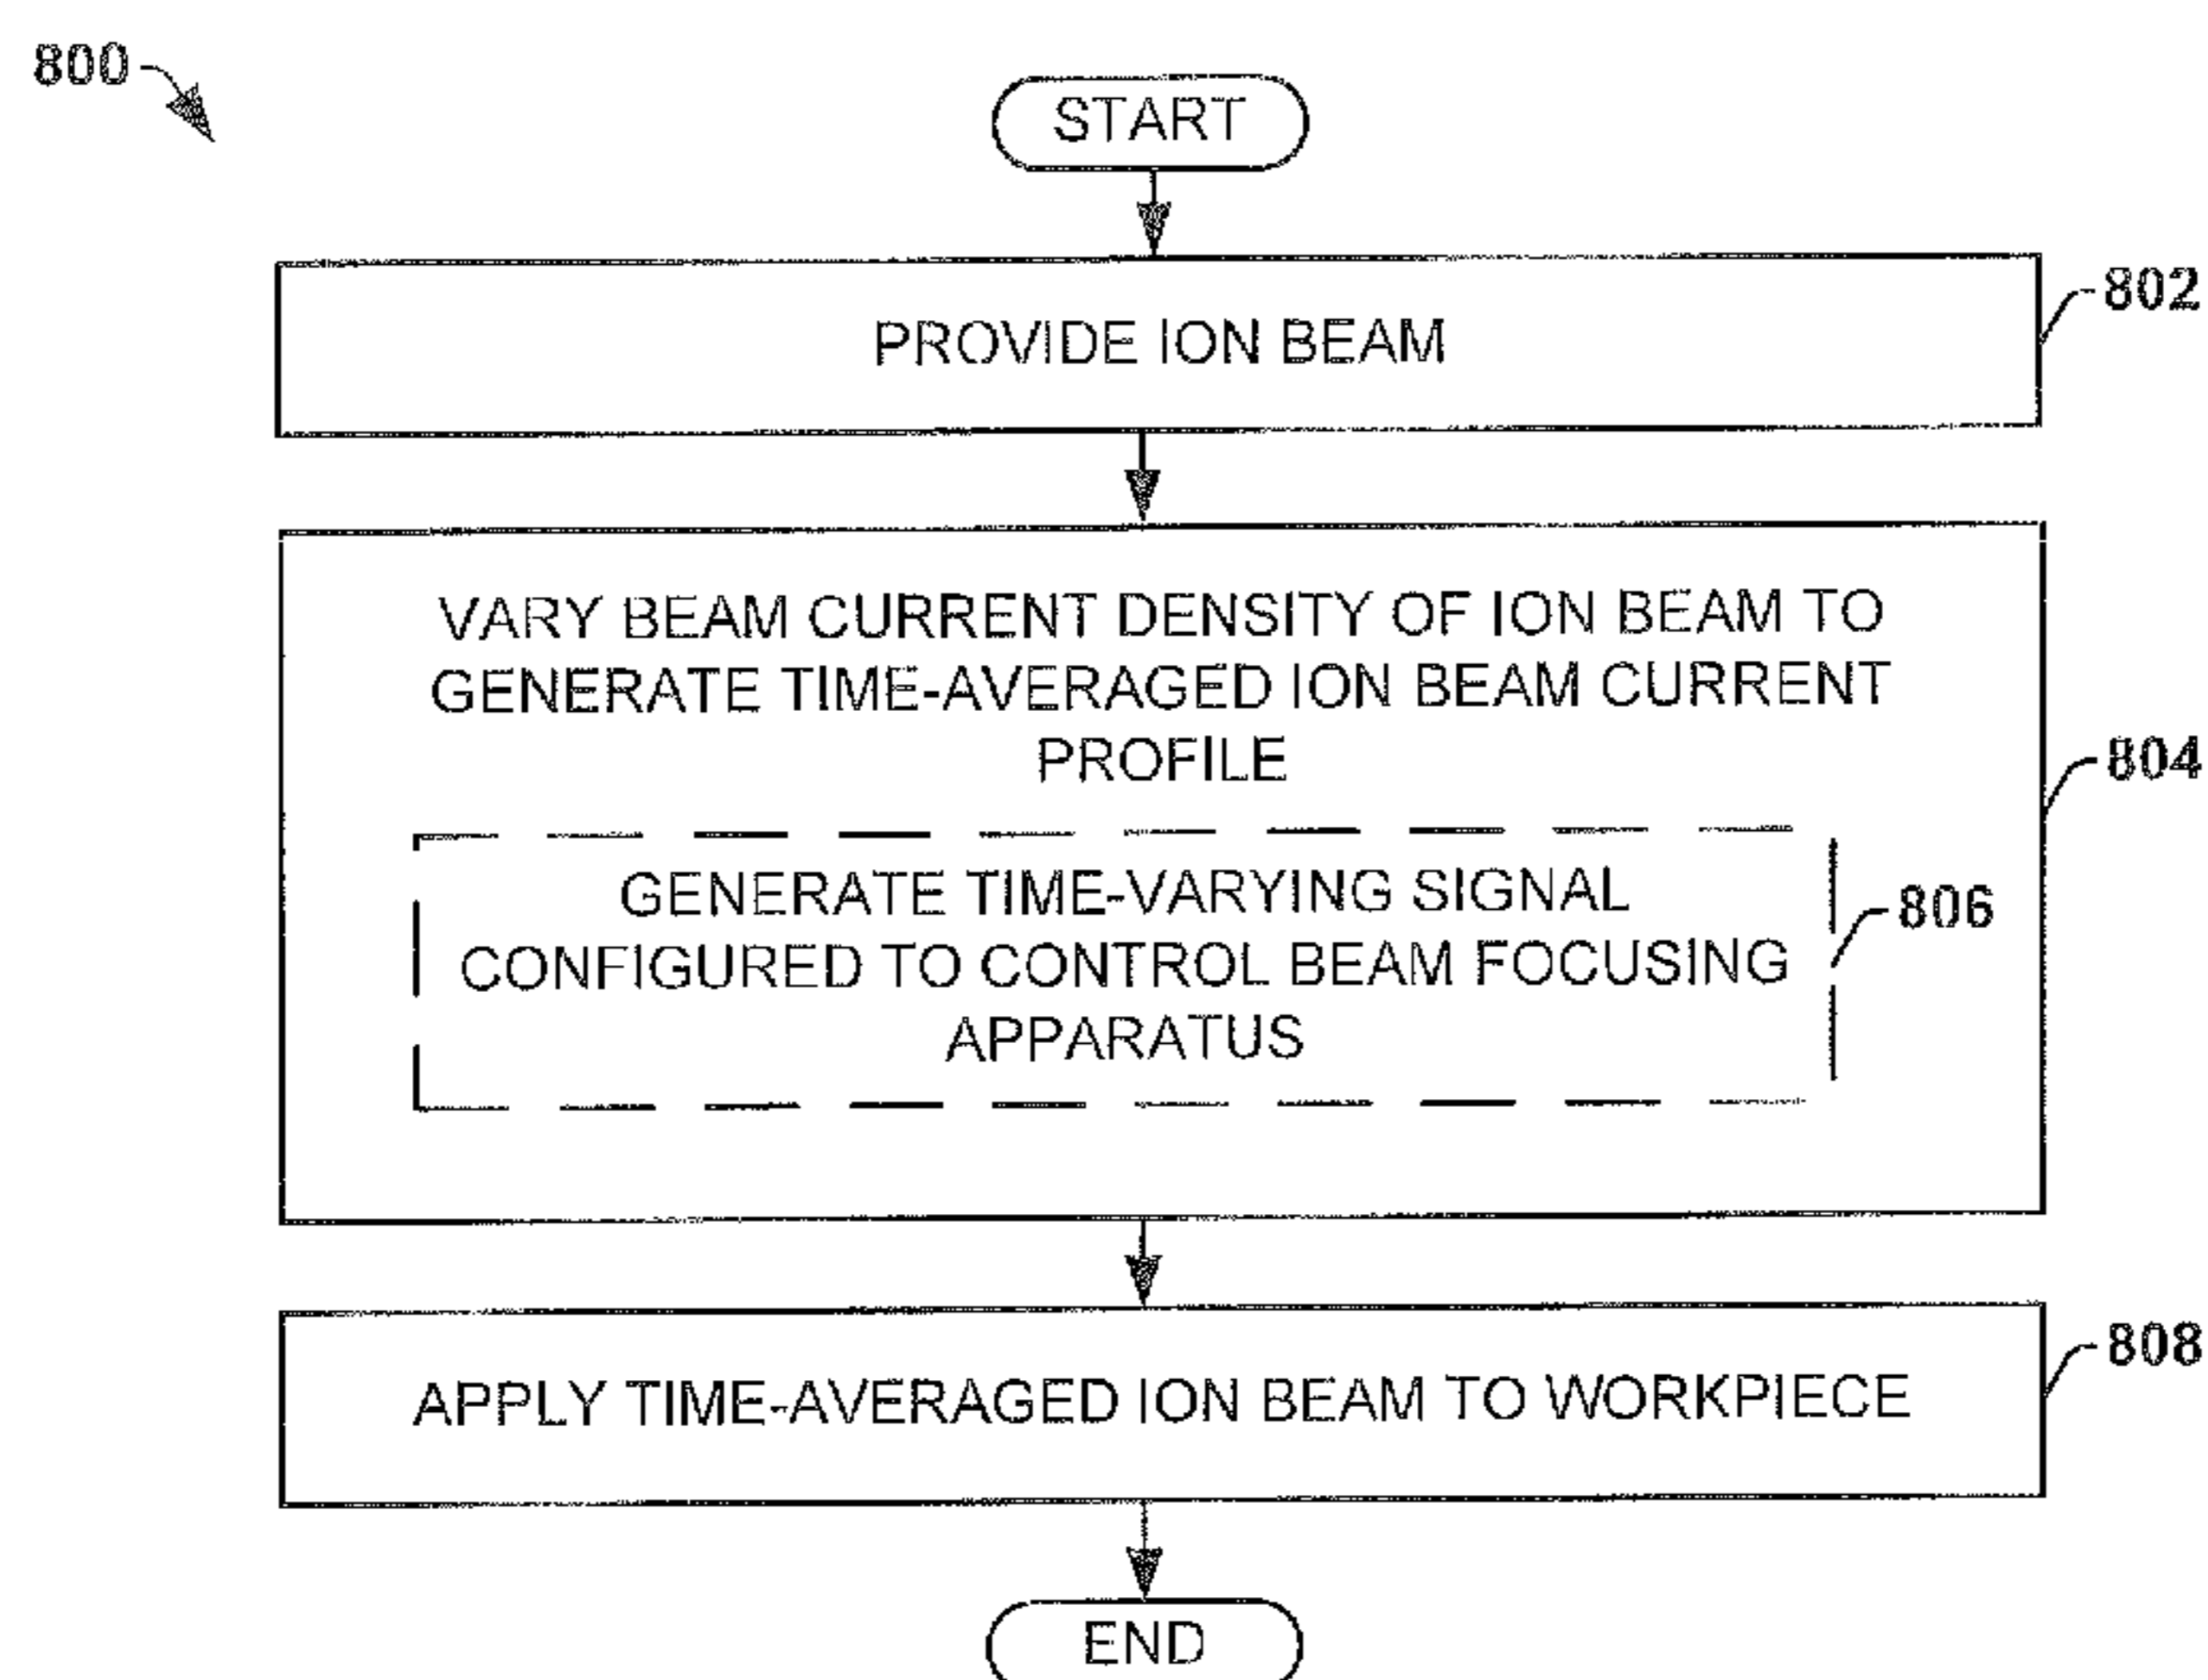 800
START
PROVIDE ION BEAM
802
VARY BEAM CURRENT DENSITY OF ION BEAM TO
GENERATE TIME-AVERAGED ION BEAM CURRENT
PROFILE
804
GENERATE TIME-VARYING SIGNAL
CONFIGURED TO CONTROL BEAM FOCUSING
APPARATUS
806
APPLY TIME-AVERAGED ION BEAM TO WORKPIECE
808
END